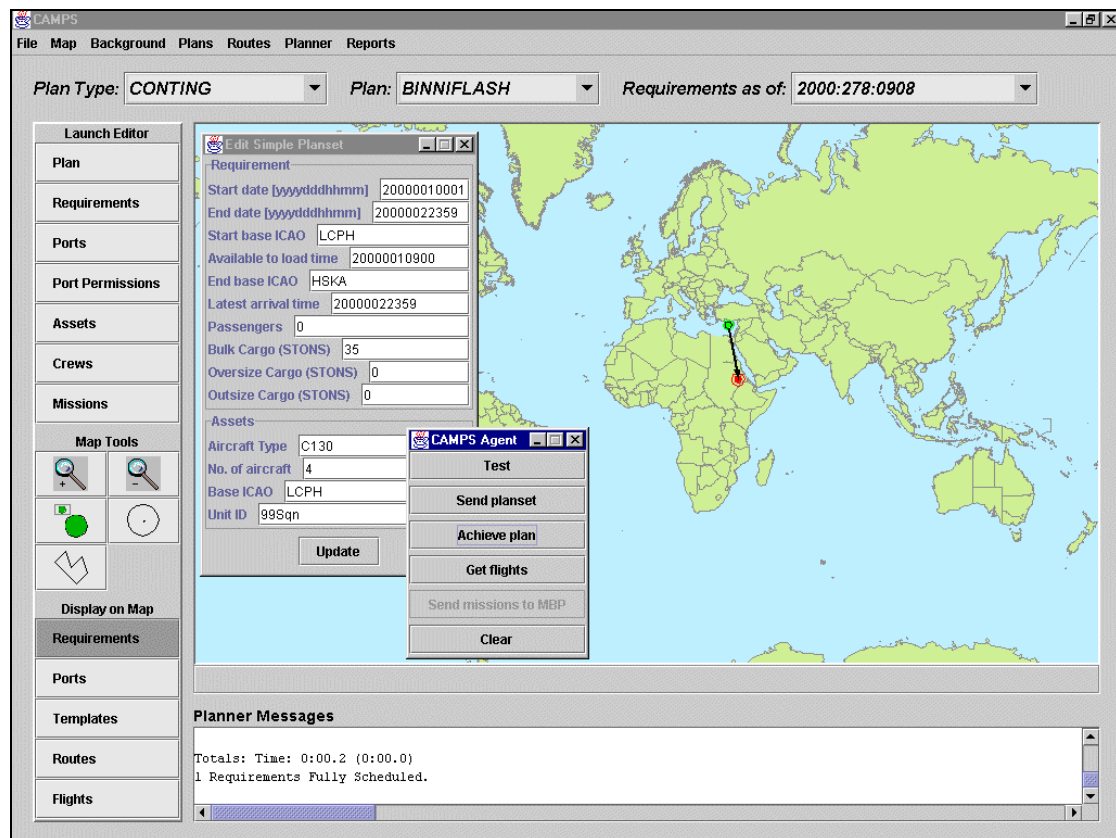 CAMPS
File Map Background Plans Routes Planner Reports
Plan Type: CONTING Plan: BINNIFLASH Requirements as of: 2000:278:0908
Launch Editor
Plan
Requirements
Ports
Port Permissions
Assets
Crews
Missions
Map Tools
+ -
Display on Map
Requirements
Ports
Templates
Routes
Flights
Edit Simple Planset
Requirement
Start date [yyyydddhhmm] 20000010001
End date [yyyydddhhmm] 20000022359
Start base ICAO LCPH
Available to load time 20000010900
End base ICAO HSKA
Latest arrival time 20000022359
Passengers 0
Bulk Cargo (STONS) 35
Oversize Cargo (STONS) 0
Outsize Cargo (STONS) 0
Assets
Aircraft Type C130
No. of aircraft 4
Base ICAO LCPH
Unit ID 99Sqn
Update
CAMPS Agent
Test
Send planset
Achieve plan
Get flights
Send missions to MBP
Clear
Planner Messages
Totals: Time: 0:00.2 (0:00.0)
1 Requirements Fully Scheduled.